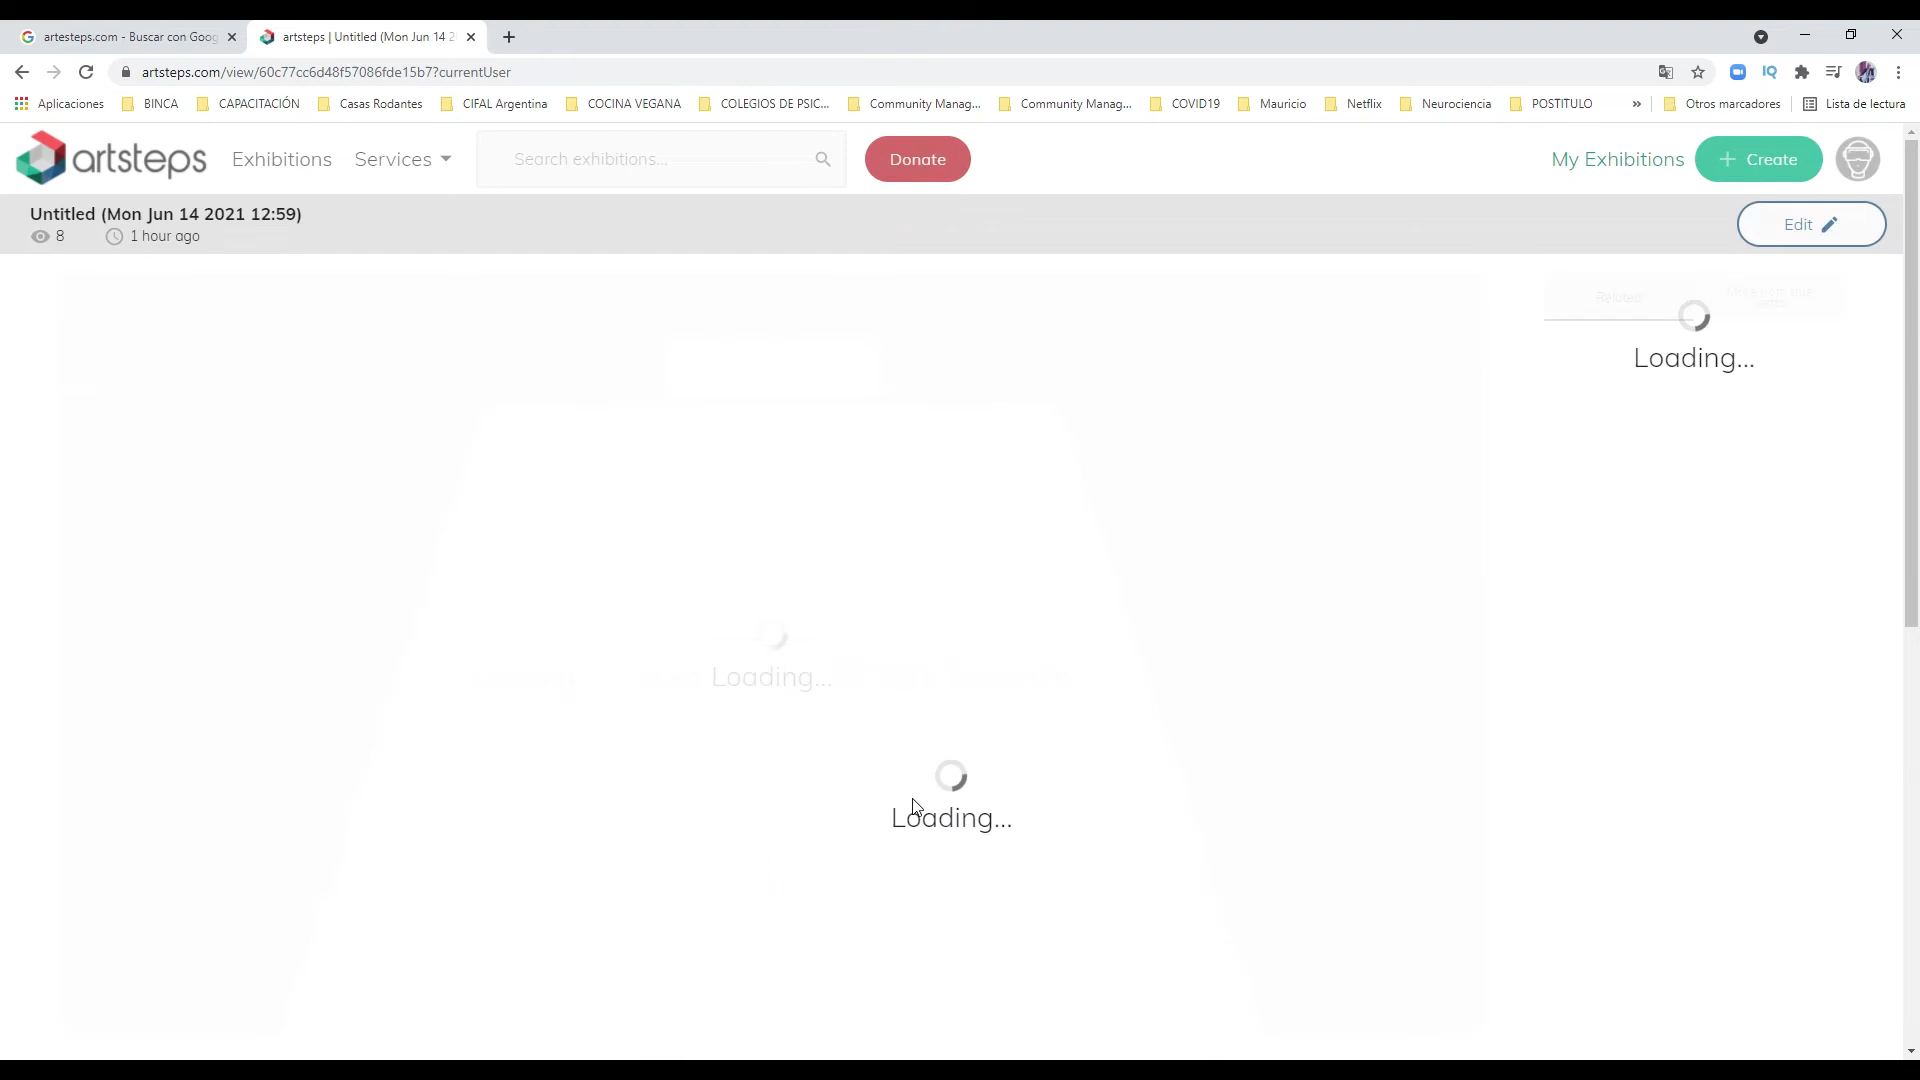 artesteps.com - Buscar con Goog
artsteps | Untitled (Mon Jun 14 2
artsteps.com/view/60c77cc6d48f57086fde15b7?currentUser
IQ
Aplicaciones BINCA CAPACITACIÓN Casas Rodantes CIFAL Argentina COCINA VEGANA COLEGIOS DE PSIC... Community Manag... Community Manag... COVID19 Mauricio Netflix Neurociencia POSTITULO » Otros marcadores Lista de lectura
artsteps Exhibitions Services Search exhibitions... Donate My Exhibitions + Create
Untitled (Mon Jun 14 2021 12:59)
8 1 hour ago
Edit
Related
Loading...
Loading...
Loading...